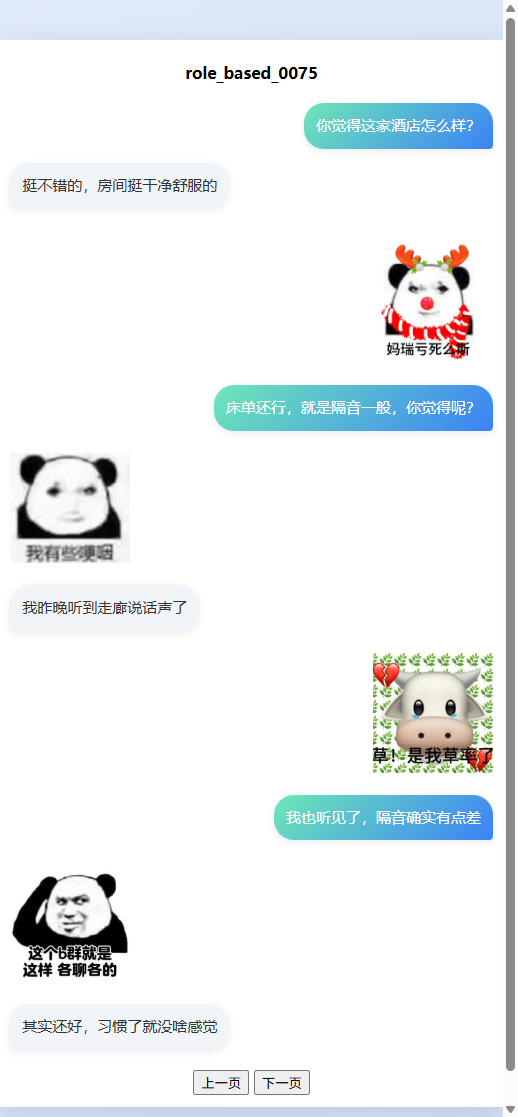 role_based_0075
你觉得这家酒店怎么样？
挺不错的，房间挺干净舒服的
妈瑞亏死么斯
床单还行，就是隔音一般，你觉得呢？
我有些哽咽
我昨晚听到走廊说话声了
草！是我草率了
我也听见了，隔音确实有点差
这个b群就是
这样 各聊各的
其实还好，习惯了就没啥感觉
上一页 下一页